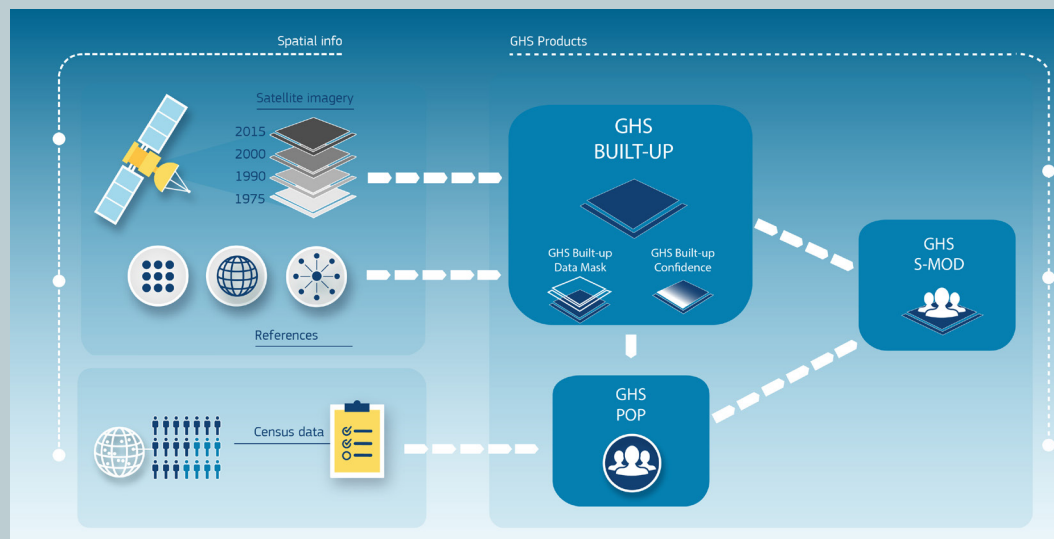 Spatial info
GHS Products
Satellite imagery
2015
2000
1990
1975
References
Census data
GHS
BUILT-UP
GHS Built-up
Data Mask
GHS Built-up
Confidence
GHS
POP
GHS
S-MOD